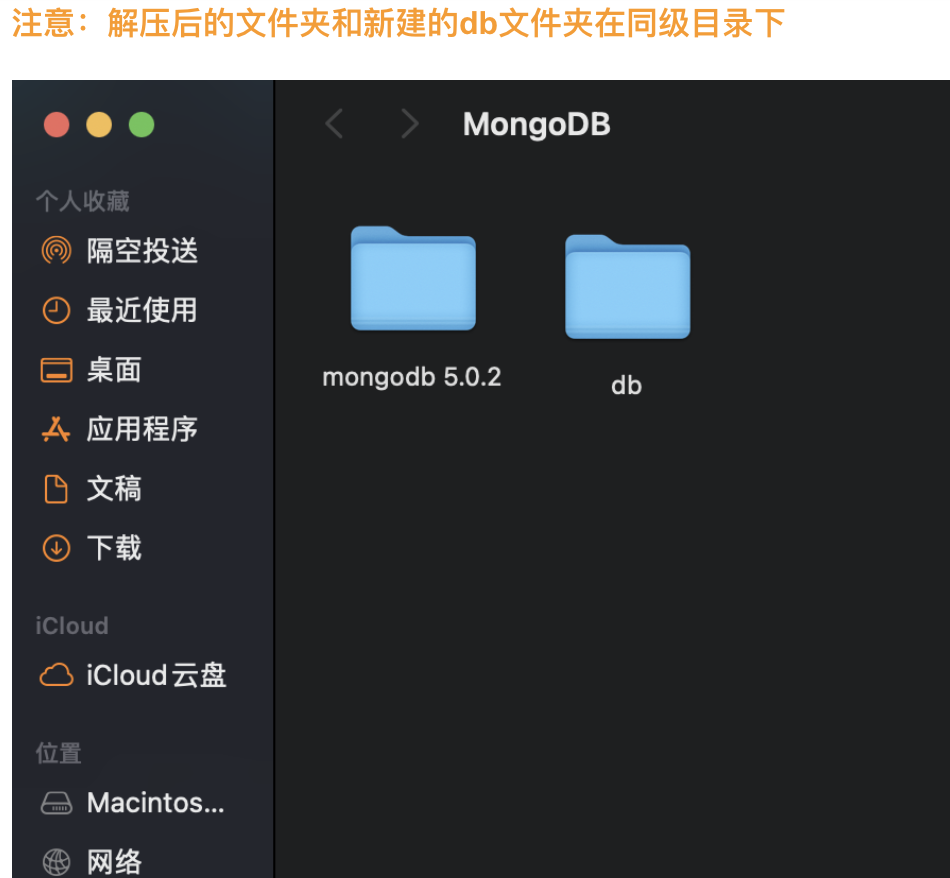 注意：解压后的文件夹和新建的db文件夹在同级目录下
MongoDB
个人收藏
隔空投送
最近使用
桌面
应用程序
文稿
下载
iCloud
iCloud云盘
位置
Macintos...
网络
mongodb 5.0.2
db